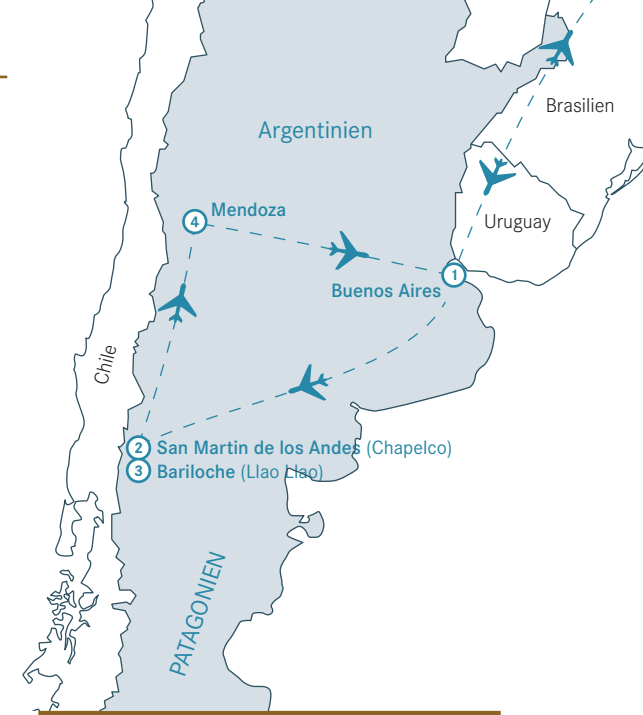 Brasilien
Argentinien
4 Mendoza
Uruguay
1
Buenos Aires
Chile
2 San Martin de los Andes (Chapelco)
3 Bariloche (Llao Llao)
PATAGONIEN